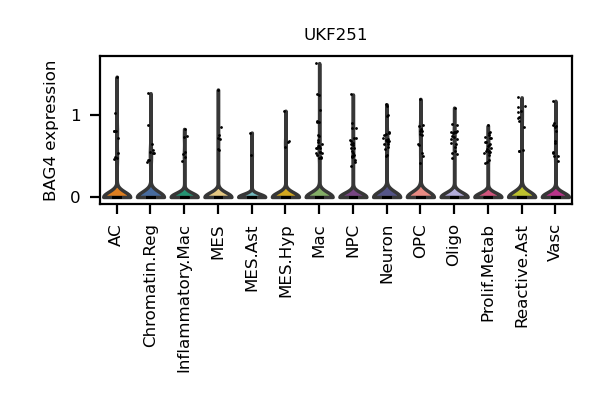 UKF251
BAG4 expression
1
0
AC
Chromatin.Reg
Inflammatory.Mac
MES
MES.Ast
MES.Hyp
Mac
NPC
Neuron
OPC
Oligo
Prolif.Metab
Reactive.Ast
Vasc